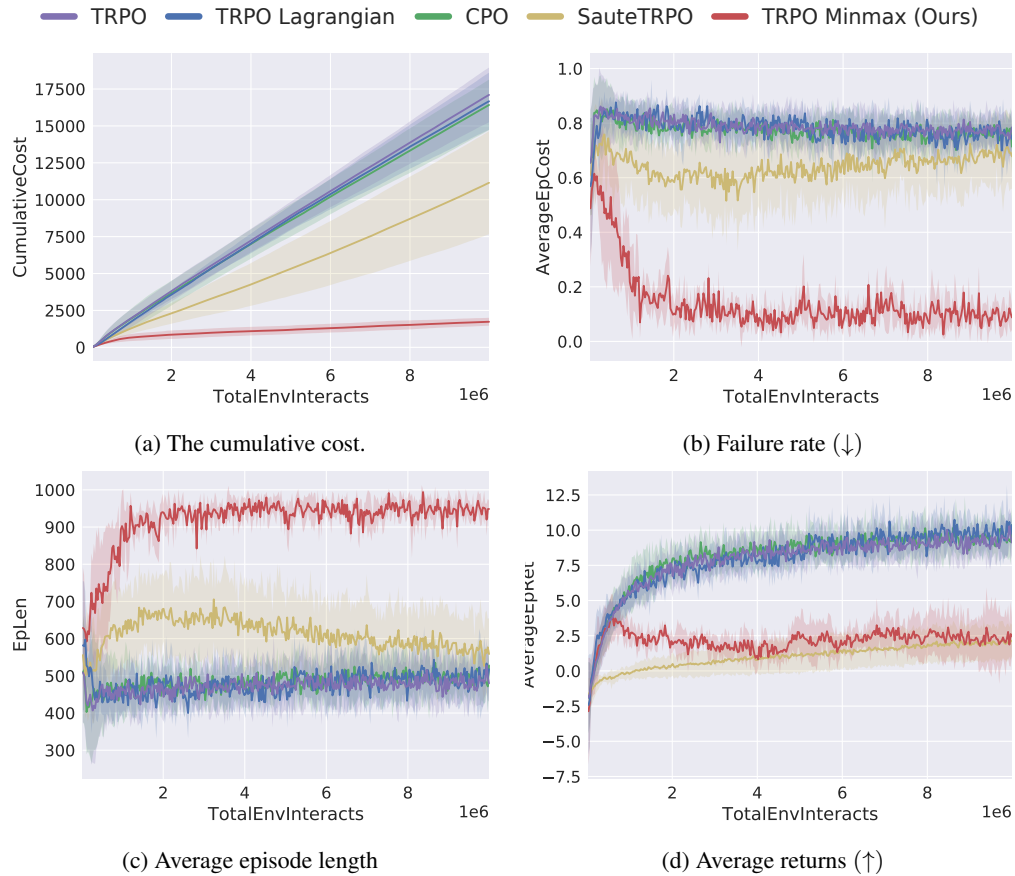 TRPO TRPO Lagrangian CPO SauteTRPO TRPO Minmax (Ours)
CumulativeCost
17500
15000
12500
10000
7500
5000
2500
0
2 4 6 8
TotalEnvInteracts 1e6
(a) The cumulative cost.
AverageEpCost
1.0
0.8
0.6
0.4
0.2
0.0
2 4 6 8
TotalEnvInteracts 1e6
(b) Failure rate (↓)
EpLen
1000
900
800
700
600
500
400
300
2 4 6 8
TotalEnvInteracts 1e6
(c) Average episode length
AverageEpRet
12.5
10.0
7.5
5.0
2.5
0.0
−2.5
−5.0
−7.5
2 4 6 8
TotalEnvInteracts 1e6
(d) Average returns (↑)